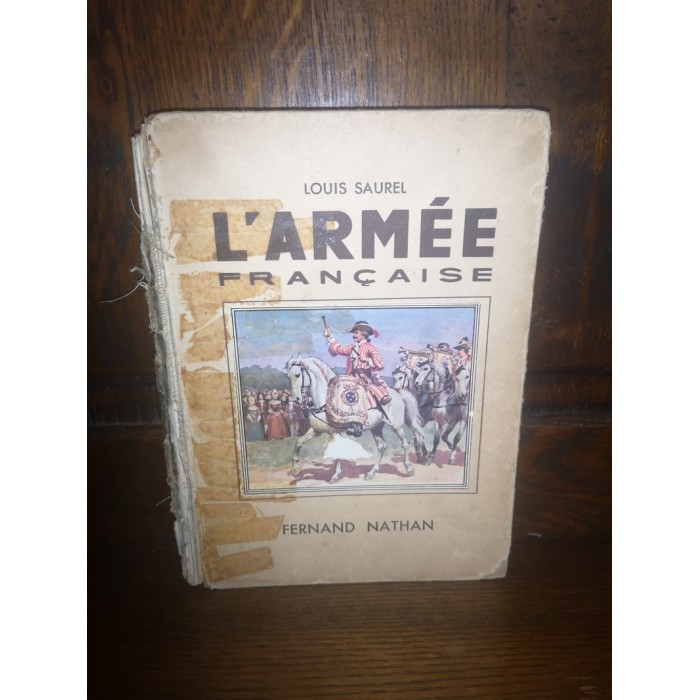 LOUIS SAUREL
L'ARMÉE
FRANÇAISE
FERNAND NATHAN